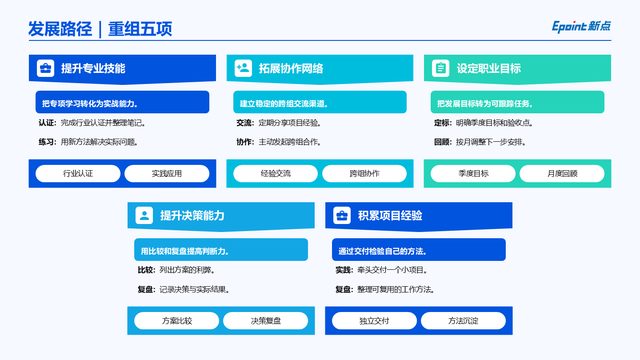 发展路径｜重组五项
Epoint新点
提升专业技能
把专项学习转化为实战能力。
认证：完成行业认证并整理笔记。
练习：用新方法解决实际问题。
行业认证
实践应用
拓展协作网络
建立稳定的跨组交流渠道。
交流：定期分享项目经验。
协作：主动发起跨组合作。
经验交流
跨组协作
设定职业目标
把发展目标转为可跟踪任务。
定标：明确季度目标和验收点。
回顾：按月调整下一步安排。
季度目标
月度回顾
提升决策能力
用比较和复盘提高判断力。
比较：列出方案的利弊。
复盘：记录决策与实际结果。
方案比较
决策复盘
积累项目经验
通过交付检验自己的方法。
实践：牵头交付一个小项目。
复盘：整理可复用的工作方法。
独立交付
方法沉淀